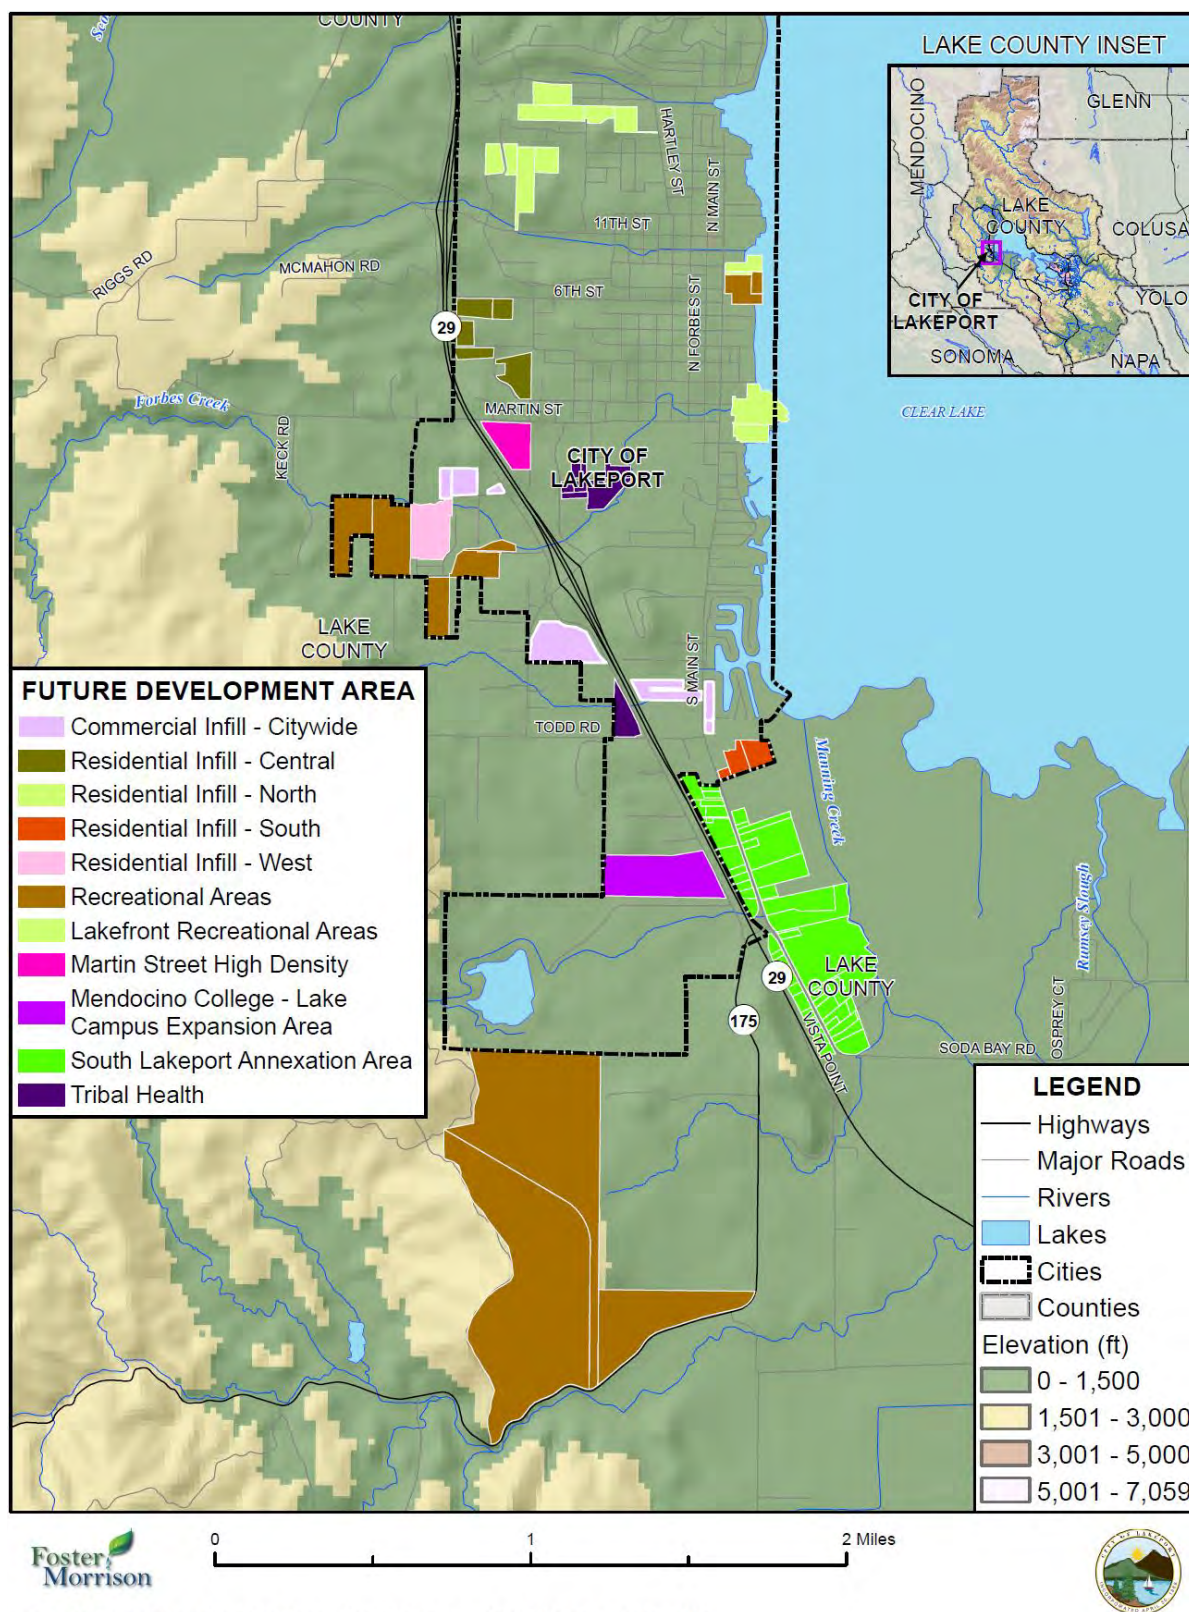 COUNTY
Sca
LAKE COUNTY INSET
MENDOCINO
GLENN
LAKE
COUNTY
COLUSA
CITY OF
LAKEPORT
YOLO
SONOMA
NAPA
HARTLEY ST
N MAIN ST
11TH ST
RIGGS RD
MCMAHON RD
6TH ST
29
N FORBES ST
Forbes Creek
MARTIN ST
CLEAR LAKE
KECK RD
CITY OF
LAKEPORT
LAKE
COUNTY
S MAIN ST
TODD RD
Manning Creek
Rumsey Slough
FUTURE DEVELOPMENT AREA
Commercial Infill - Citywide
Residential Infill - Central
Residential Infill - North
Residential Infill - South
Residential Infill - West
Recreational Areas
Lakefront Recreational Areas
Martin Street High Density
Mendocino College - Lake
Campus Expansion Area
South Lakeport Annexation Area
Tribal Health
LAKE
COUNTY
29
175
VISTA POINT
SODA BAY RD
OSPREY CT
LEGEND
Highways
Major Roads
Rivers
Lakes
Cities
Counties
Elevation (ft)
0 - 1,500
1,501 - 3,000
3,001 - 5,000
5,001 - 7,059
Foster
Morrison
0 1 2 Miles
CITY OF LAKEPORT